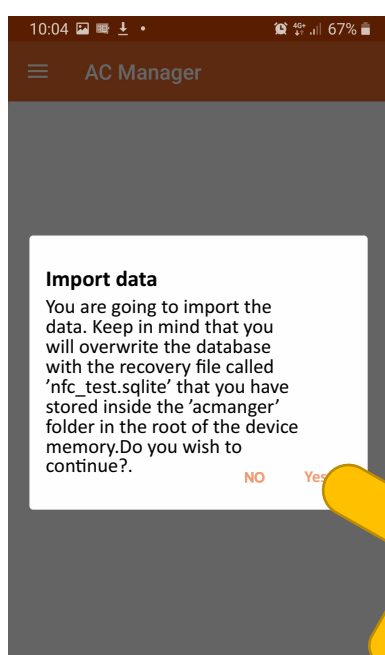 10:04 4G+ 67%
AC Manager
Import data
You are going to import the
data. Keep in mind that you
will overwrite the database
with the recovery file called
’nfc_test.sqlite’ that you have
stored inside the ’acmanger’
folder in the root of the device
memory.Do you wish to
continue?.
NO Yes